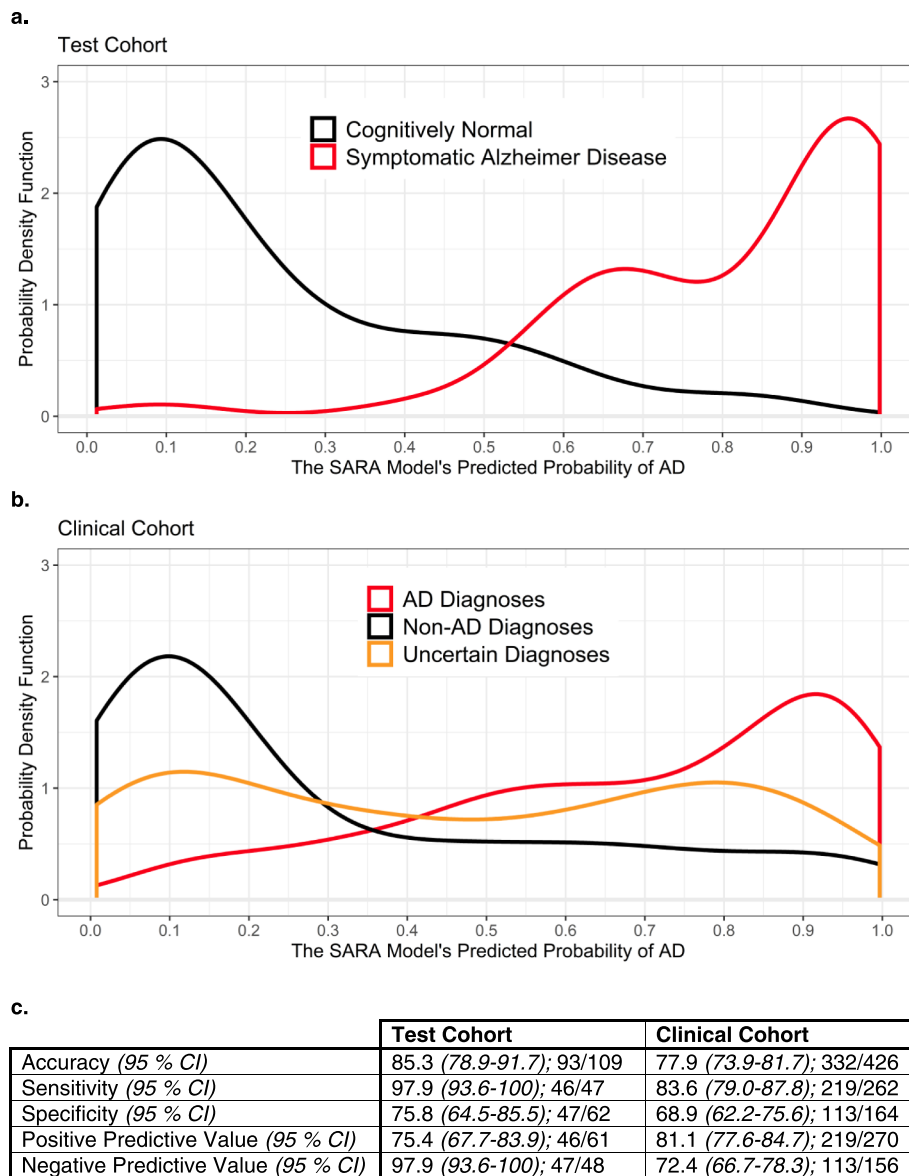 a.
Test Cohort
Probability Density Function
3
2
1
0
Cognitively Normal
Symptomatic Alzheimer Disease
0.0 0.1 0.2 0.3 0.4 0.5 0.6 0.7 0.8 0.9 1.0
The SARA Model's Predicted Probability of AD
b.
Clinical Cohort
Probability Density Function
3
2
1
0
AD Diagnoses
Non-AD Diagnoses
Uncertain Diagnoses
0.0 0.1 0.2 0.3 0.4 0.5 0.6 0.7 0.8 0.9 1.0
The SARA Model's Predicted Probability of AD
c.
Test Cohort Clinical Cohort
Accuracy (95 % CI) 85.3 (78.9-91.7); 93/109 77.9 (73.9-81.7); 332/426
Sensitivity (95 % CI) 97.9 (93.6-100); 46/47 83.6 (79.0-87.8); 219/262
Specificity (95 % CI) 75.8 (64.5-85.5); 47/62 68.9 (62.2-75.6); 113/164
Positive Predictive Value (95 % CI) 75.4 (67.7-83.9); 46/61 81.1 (77.6-84.7); 219/270
Negative Predictive Value (95 % CI) 97.9 (93.6-100); 47/48 72.4 (66.7-78.3); 113/156